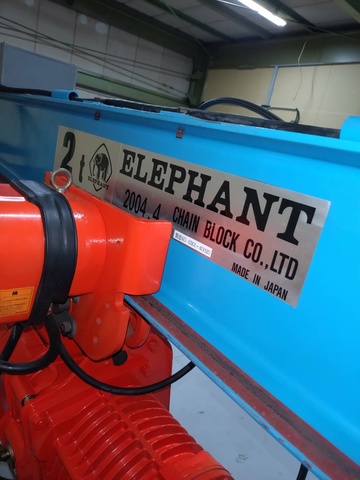 2t ELEPHANT
2004.4 CHAIN BLOCK CO.,LTD
MADE IN JAPAN